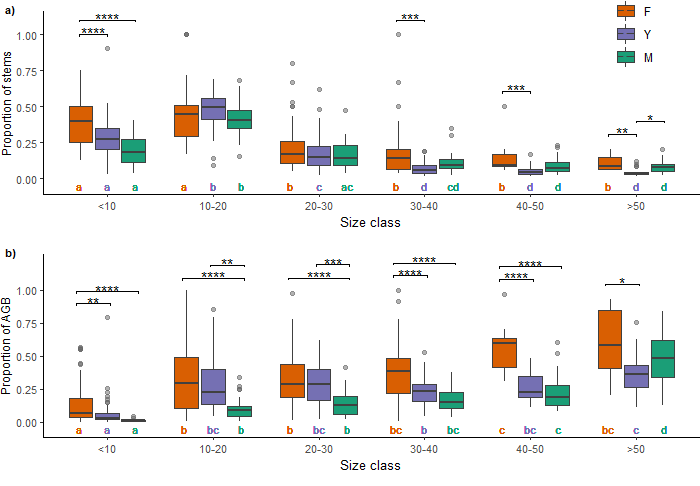 a)
F
Y
M
Proportion of stems
1.00
0.75
0.50
0.25
0.00
**** 
****
***
***
**
*
a a a
a b b
b c ac
b d cd
b d d
b d d
<10 10-20 20-30 30-40 40-50 >50
Size class
b)
Proportion of AGB
1.00
0.75
0.50
0.25
0.00
****
**
**
****
***
****
****
****
****
****
*
a a a
b bc b
b bc b
bc b bc
c bc c
bc c d
<10 10-20 20-30 30-40 40-50 >50
Size class